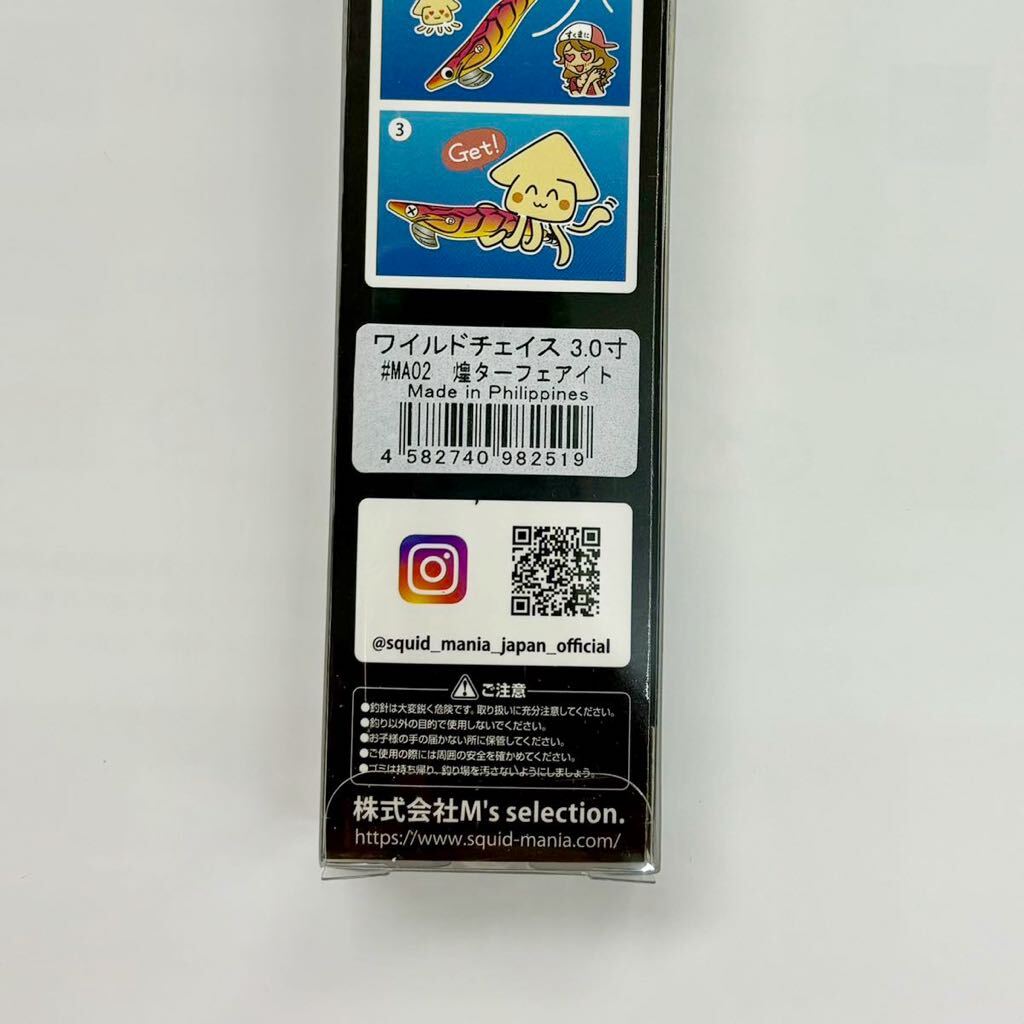 すくまに
3
Get!
ワイルドチェイス 3.0寸
#MA02 煌ターフェアイト
Made in Philippines
4 582740 982519
@squid_mania_japan_official
ご注意
●釣針は大変鋭く危険です。取り扱いに充分注意してください。
●釣り以外の目的で使用しないでください。
●お子様の手の届かない所に保管してください。
●ご使用の際には周囲の安全を確かめてください。
●ゴミは持ち帰り、釣り場を汚さないようにしましょう。
株式会社M's selection.
https://www.squid-mania.com/